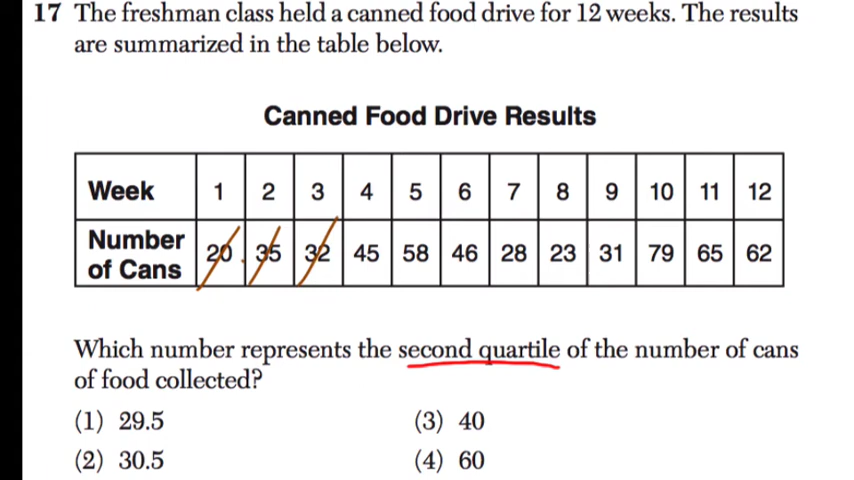 17 The freshman class held a canned food drive for 12 weeks. The results
are summarized in the table below.
Canned Food Drive Results
Week 1 2 3 4 5 6 7 8 9 10 11 12
Number
of Cans 20 35 32 45 58 46 28 23 31 79 65 62
Which number represents the second quartile of the number of cans
of food collected?
(1) 29.5 (3) 40
(2) 30.5 (4) 60